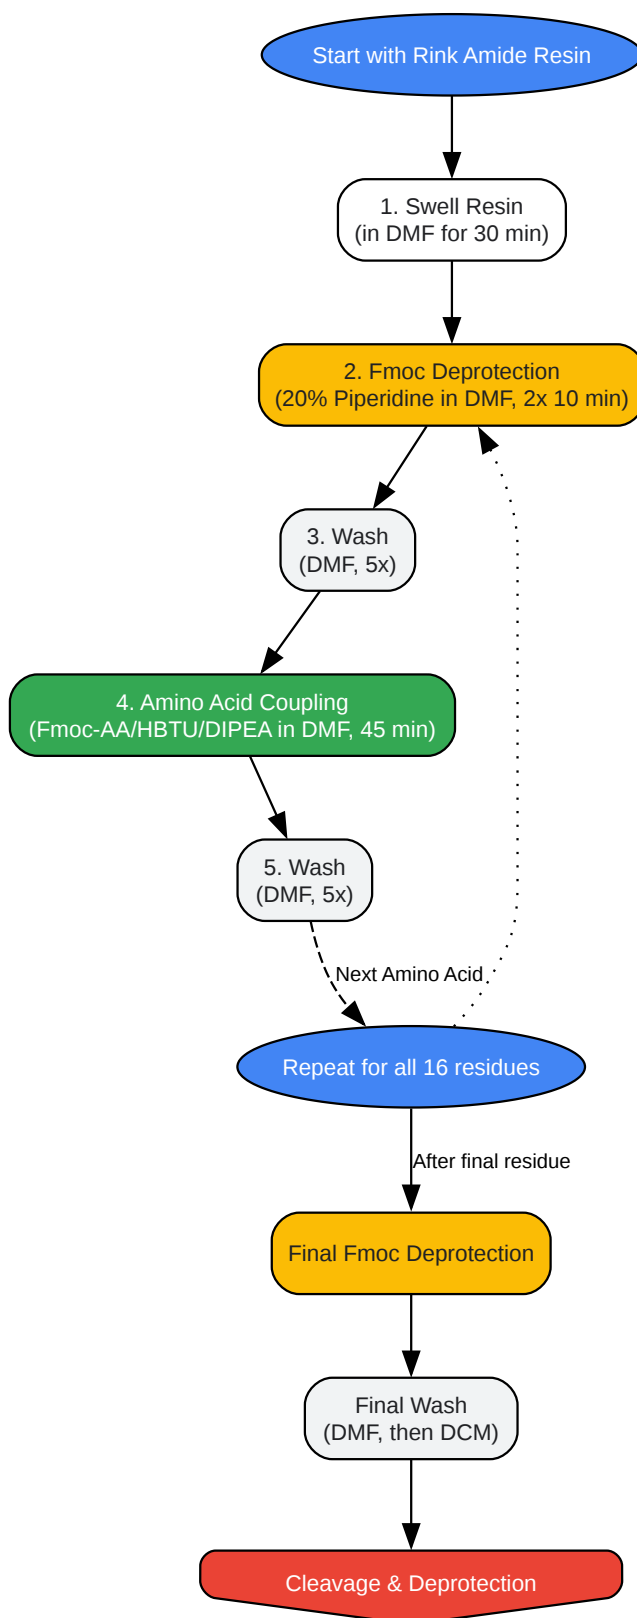 Start with Rink Amide Resin
1. Swell Resin
(in DMF for 30 min)
2. Fmoc Deprotection
(20% Piperidine in DMF, 2x 10 min)
3. Wash
(DMF, 5x)
4. Amino Acid Coupling
(Fmoc-AA/HBTU/DIPEA in DMF, 45 min)
5. Wash
(DMF, 5x)
Next Amino Acid
Repeat for all 16 residues
After final residue
Final Fmoc Deprotection
Final Wash
(DMF, then DCM)
Cleavage & Deprotection